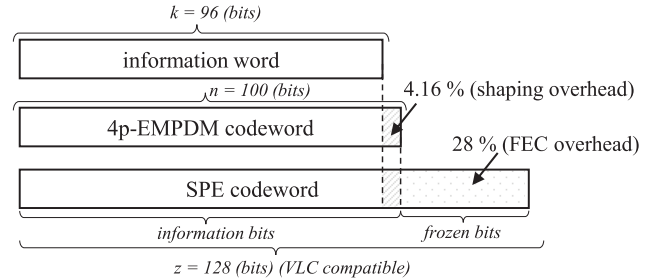 k = 96 (bits)
information word
n = 100 (bits)
4.16 % (shaping overhead)
4p-EMPDM codeword
28 % (FEC overhead)
SPE codeword
information bits
frozen bits
z = 128 (bits) (VLC compatible)